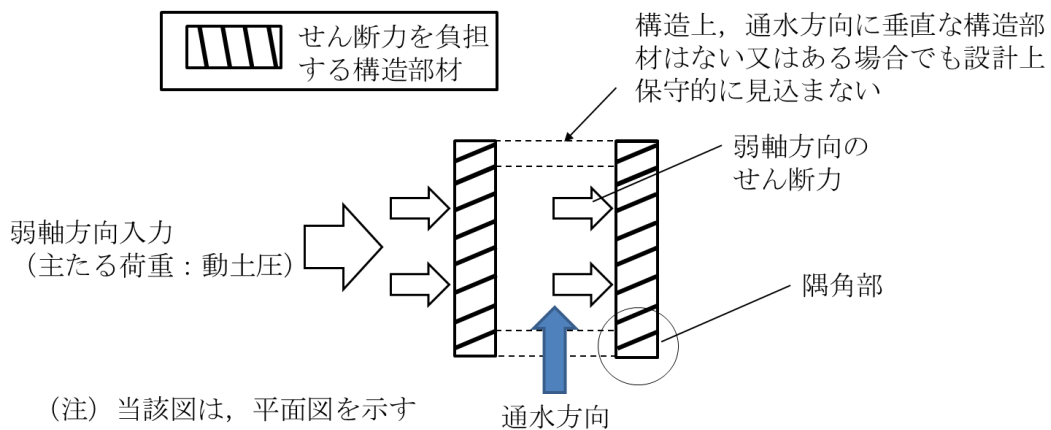 せん断力を負担
する構造部材
構造上，通水方向に垂直な構造部
材はない又はある場合でも設計上
保守的に見込まない
弱軸方向の
せん断力
弱軸方向入力
（主たる荷重：動土圧）
隅角部
（注）当該図は，平面図を示す
通水方向